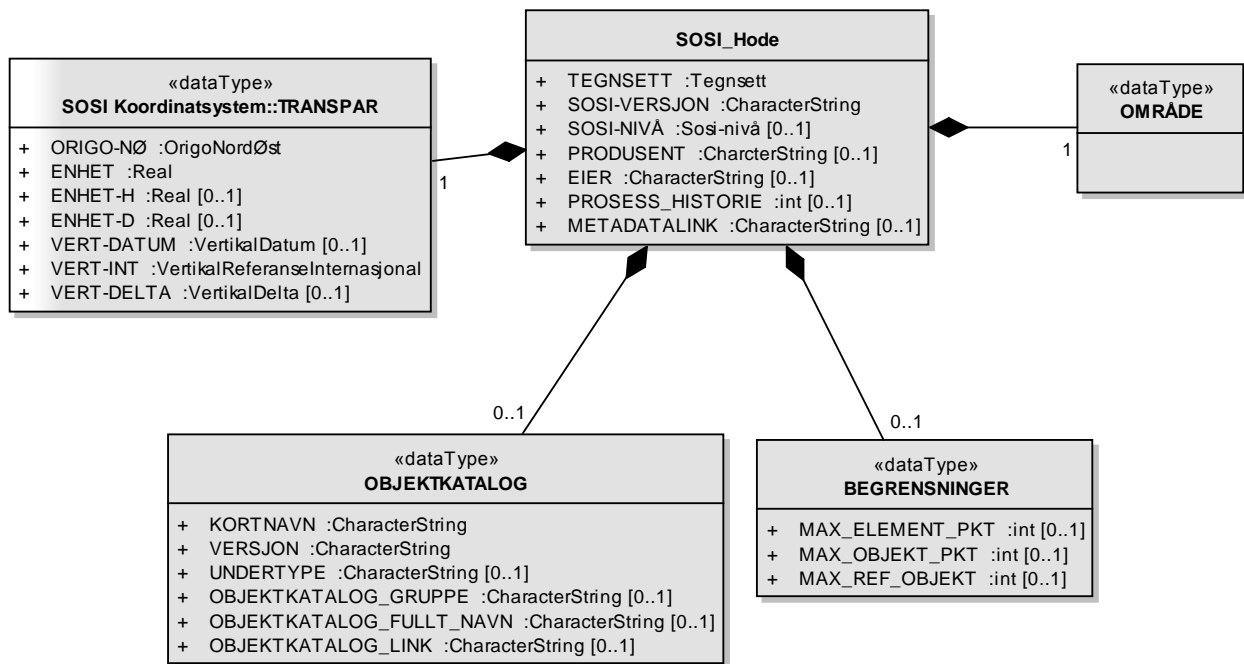 SOSI_Hode
+ TEGNSETT :Tegnsett
+ SOSI-VERSJON :CharacterString
+ SOSI-NIVÅ :Sosi-nivå [0..1]
+ PRODUSENT :CharcterString [0..1]
+ EIER :CharacterString [0..1]
+ PROSESS_HISTORIE :int [0..1]
+ METADATALINK :CharacterString [0..1]
«dataType»
SOSI Koordinatsystem::TRANSPAR
+ ORIGO-NØ :OrigoNordØst
+ ENHET :Real
+ ENHET-H :Real [0..1]
+ ENHET-D :Real [0..1]
+ VERT-DATUM :VertikalDatum [0..1]
+ VERT-INT :VertikalReferanseInternasjonal
+ VERT-DELTA :VertikalDelta [0..1]
1
«dataType»
OMRÅDE
1
0..1
«dataType»
OBJEKTKATALOG
+ KORTNAVN :CharacterString
+ VERSJON :CharacterString
+ UNDERTYPE :CharacterString [0..1]
+ OBJEKTKATALOG_GRUPPE :CharacterString [0..1]
+ OBJEKTKATALOG_FULLT_NAVN :CharacterString [0..1]
+ OBJEKTKATALOG_LINK :CharacterString [0..1]
0..1
«dataType»
BEGRENSNINGER
+ MAX_ELEMENT_PKT :int [0..1]
+ MAX_OBJEKT_PKT :int [0..1]
+ MAX_REF_OBJEKT :int [0..1]